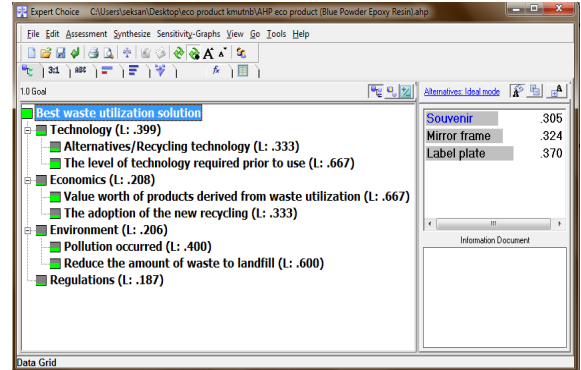 Expert Choice C:\Users\seksan\Desktop\eco product kmutnb\AHP eco product (Blue Powder Epoxy Resin).ahp
File Edit Assessment Synthesize Sensitivity-Graphs View Go Tools Help
3:1 ABC
1.0 Goal
Best waste utilization solution
Technology (L: .399)
Alternatives/Recycling technology (L: .333)
The level of technology required prior to use (L: .667)
Economics (L: .208)
Value worth of products derived from waste utilization (L: .667)
The adoption of the new recycling (L: .333)
Environment (L: .206)
Pollution occurred (L: .400)
Reduce the amount of waste to landfill (L: .600)
Regulations (L: .187)
Alternatives: Ideal mode
Souvenir .305
Mirror frame .324
Label plate .370
Information Document
Data Grid